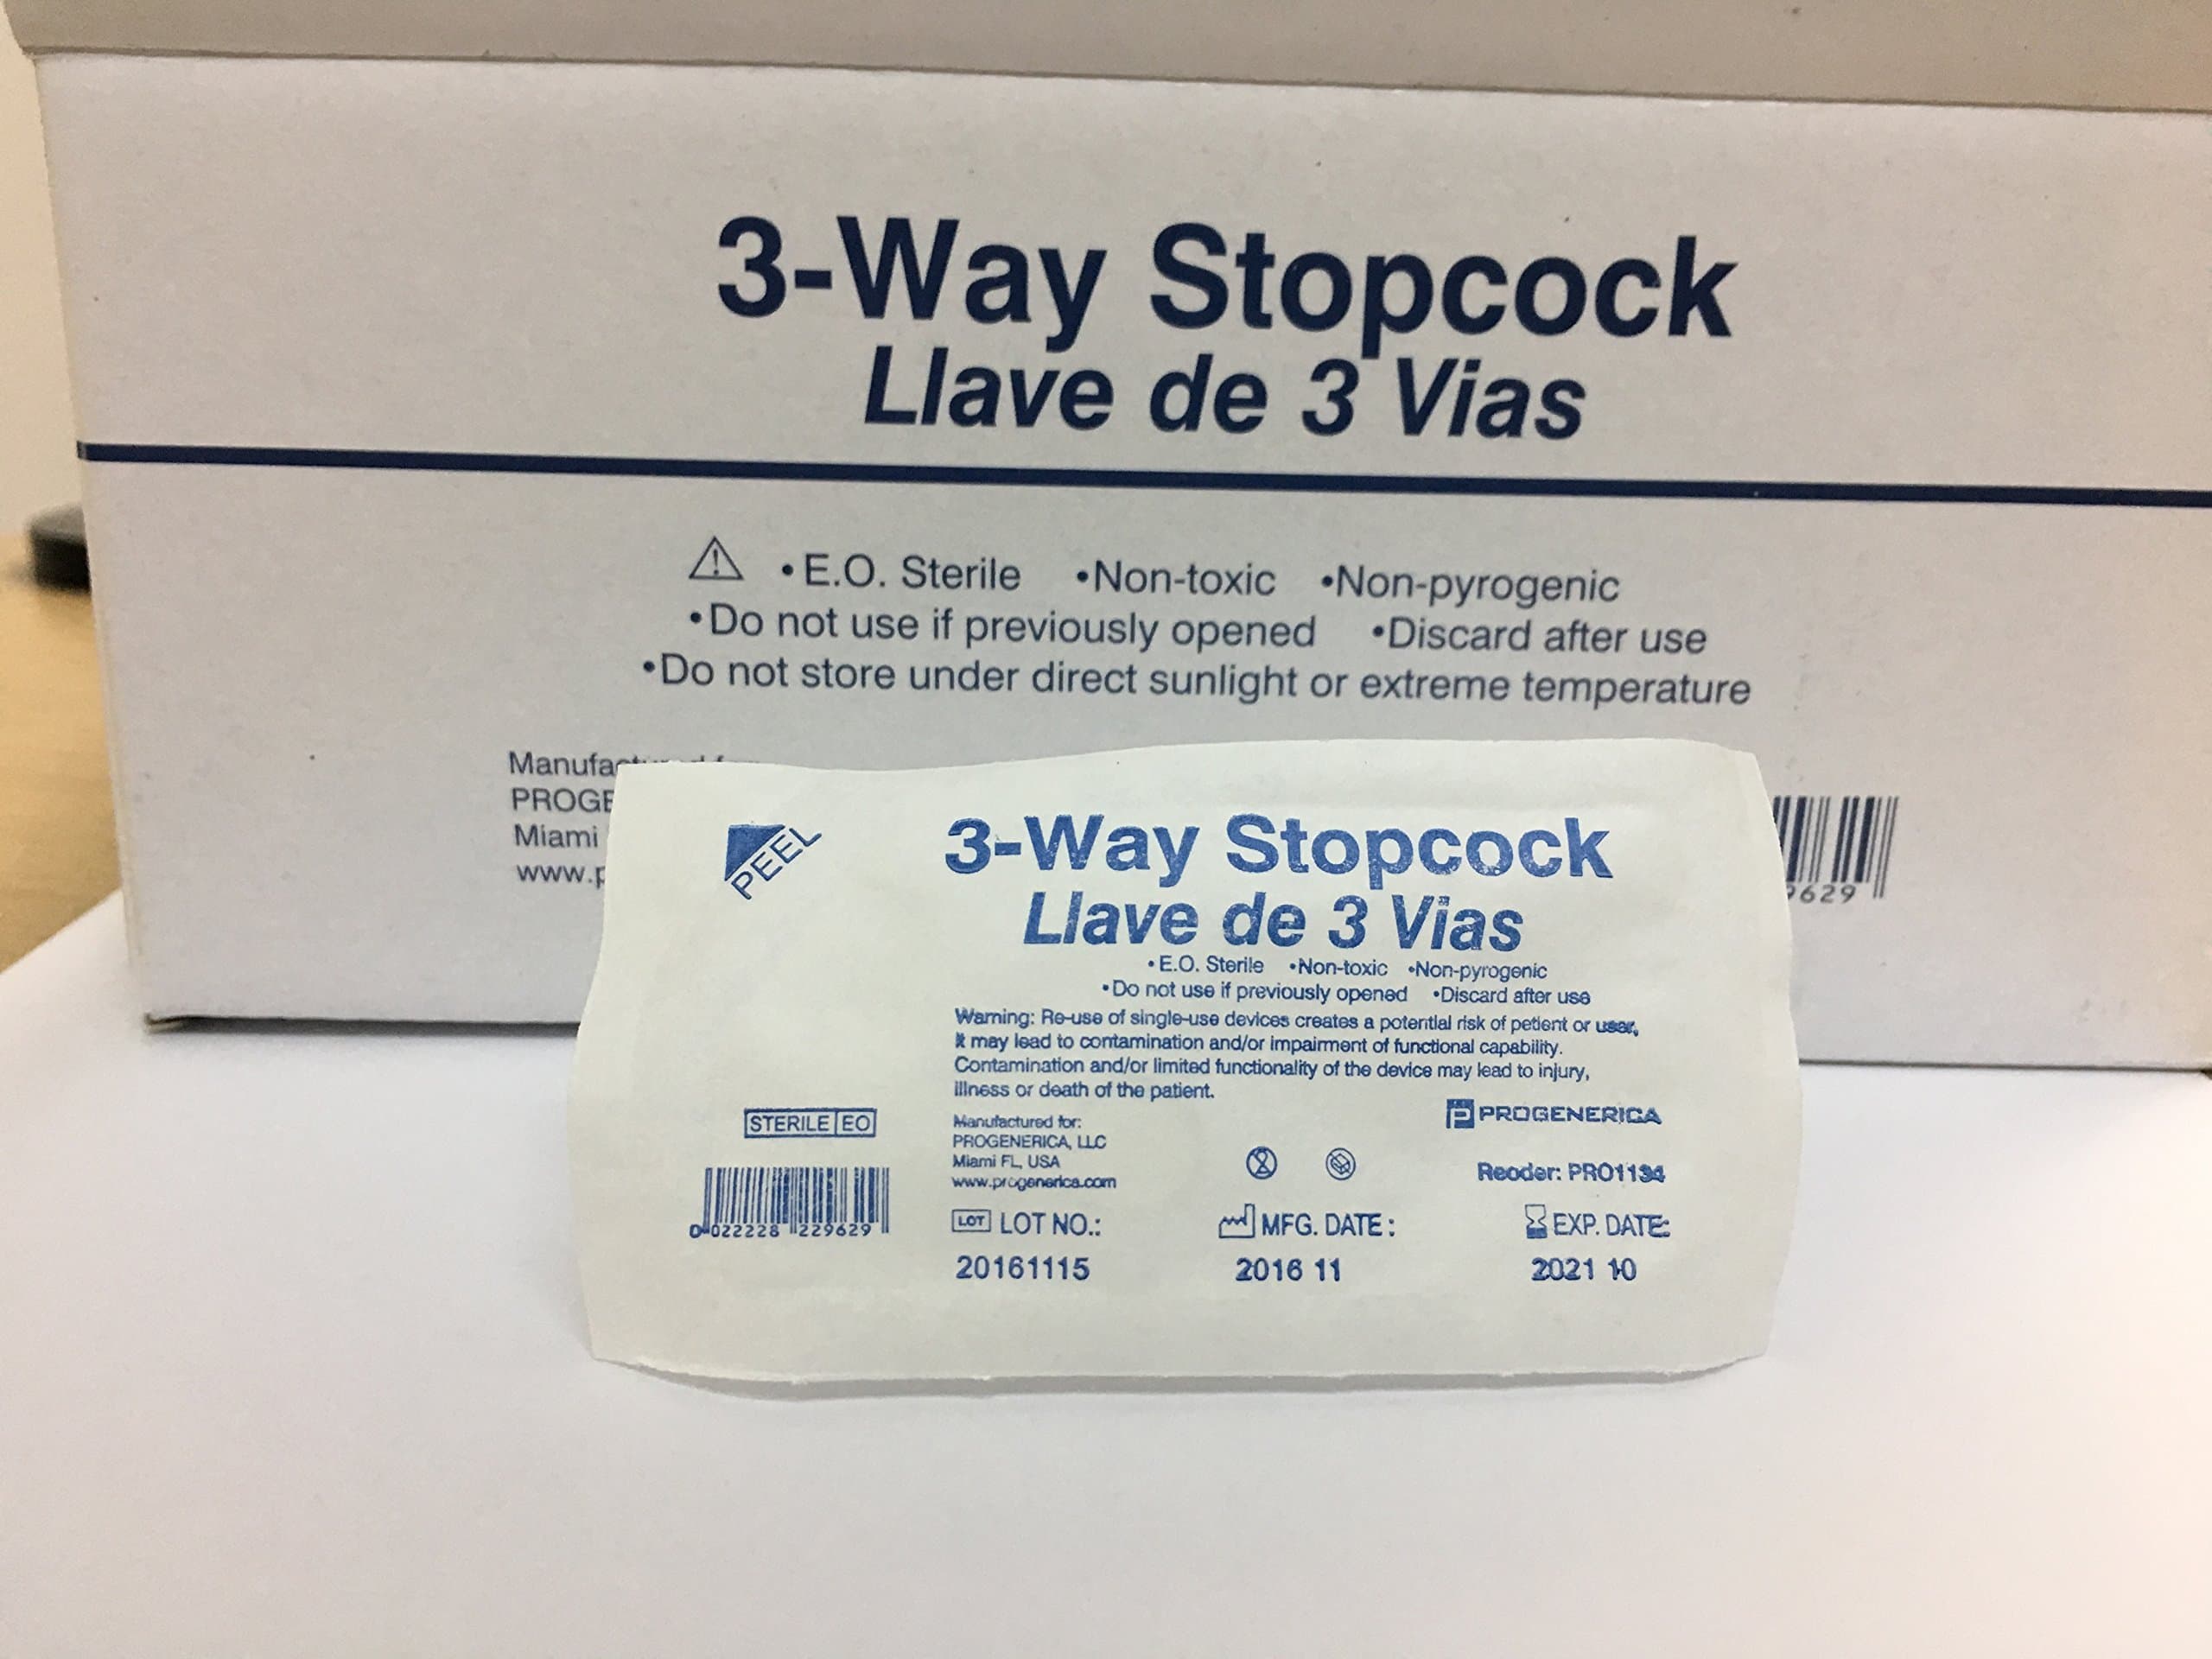 3-Way Stopcock
Llave de 3 Vias
•E.O. Sterile •Non-toxic •Non-pyrogenic
•Do not use if previously opened •Discard after use
•Do not store under direct sunlight or extreme temperature
Miami
9629
PEEL
3-Way Stopcock
Llave de 3 Vias
•E.O. Sterile •Non-toxic •Non-pyrogenic
•Do not use if previously opened •Discard after use
Warning: Re-use of single-use devices creates a potential risk of petient or user,
It may lead to contamination and/or impairment of functional capability.
Contamination and/or limited functionality of the device may lead to injury,
illness or death of the patient.
PROGENERICA
STERILE EO
Manufactured for:
PROGENERICA, LLC
Miami FL, USA
www.progenerica.com
Reoder: PRO1134
0 022228 229629
LOT LOT NO.: MFG. DATE: EXP. DATE:
20161115 2016 11 2021 10